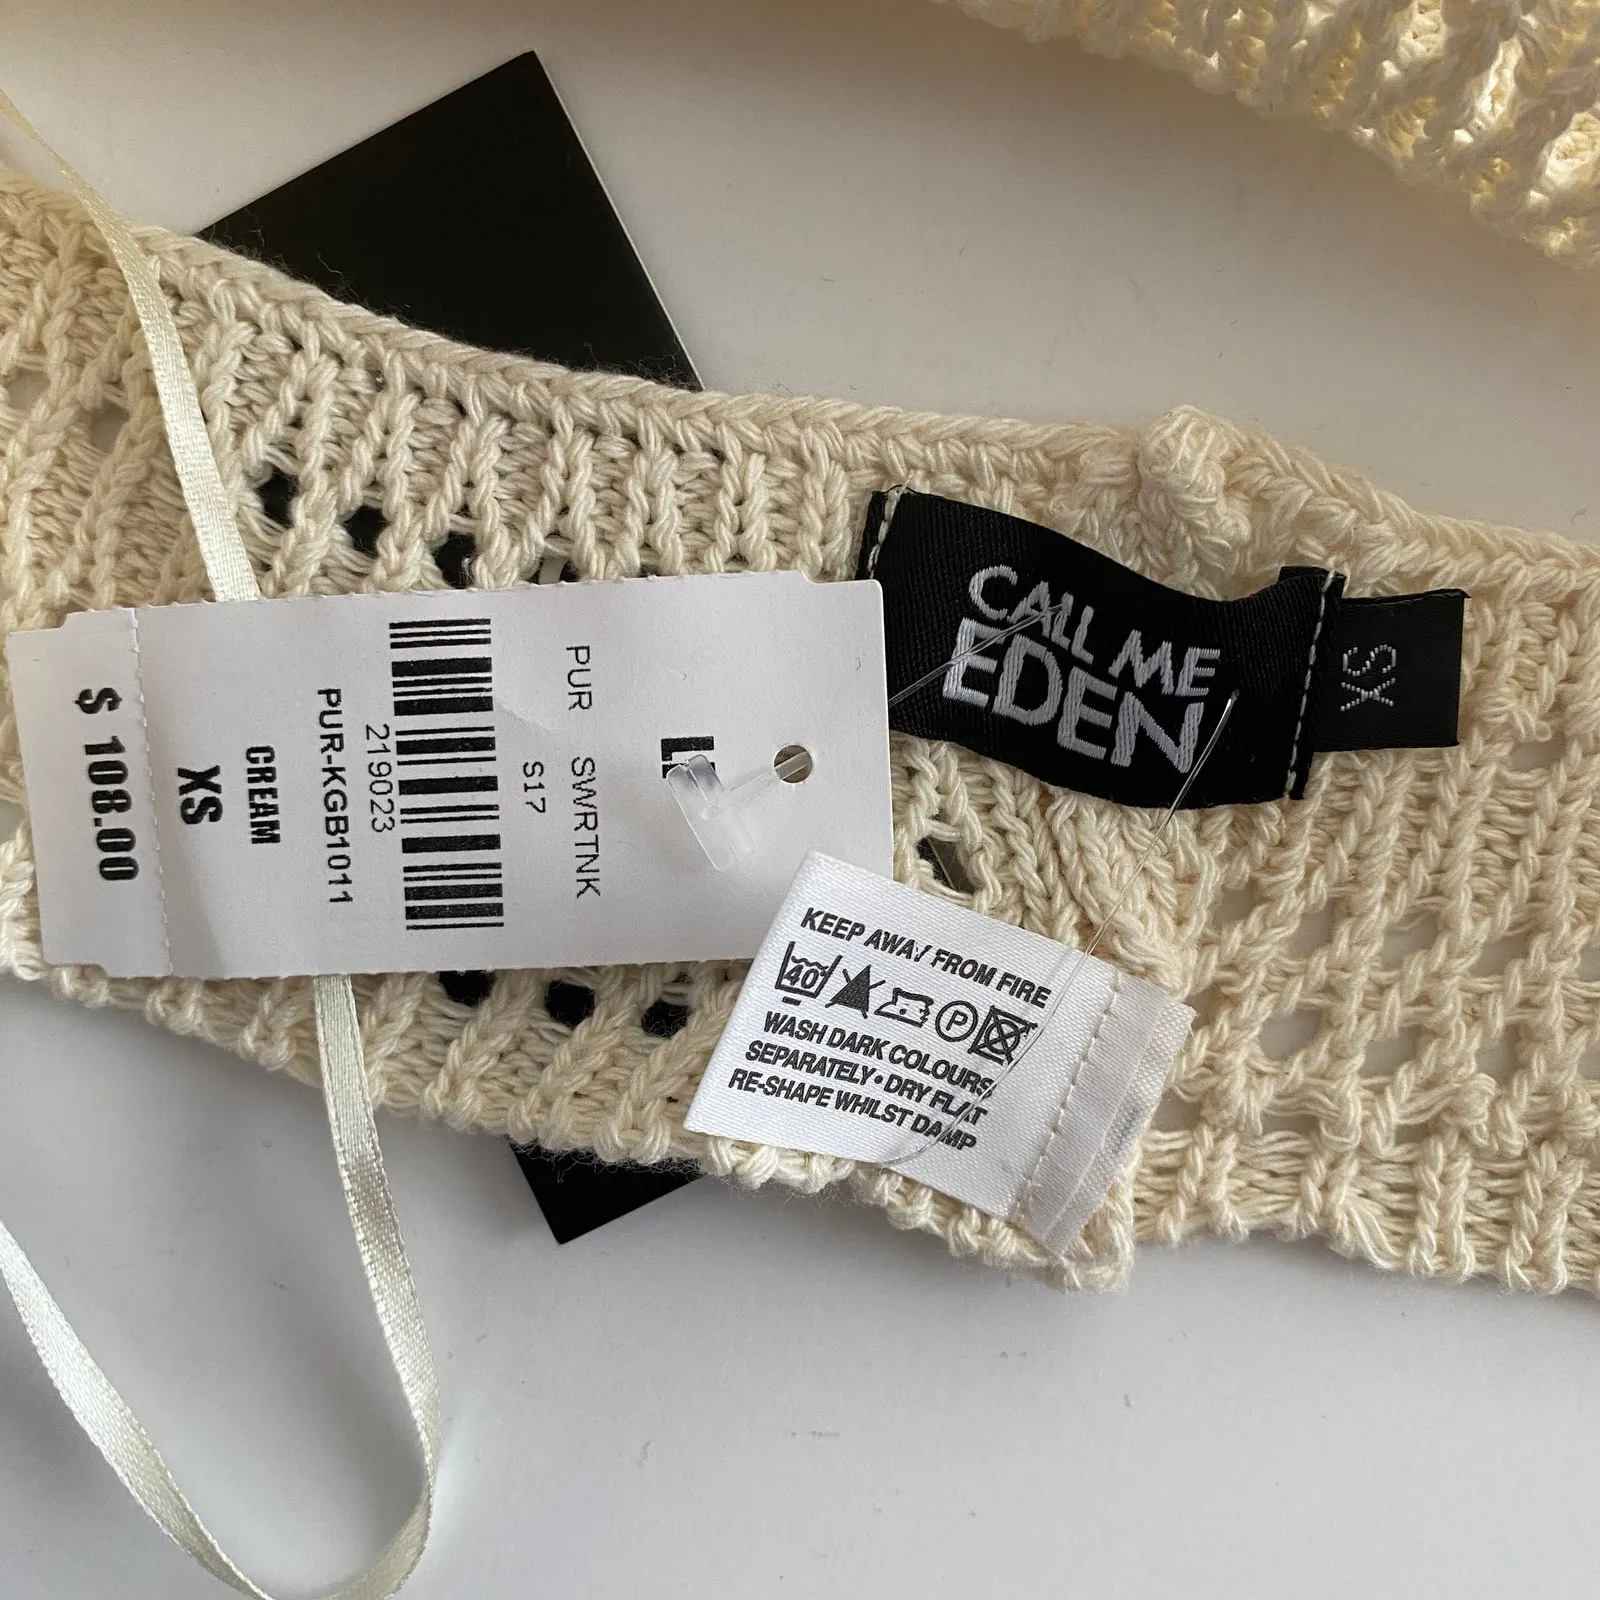 CALL ME
EDEN
XS
PUR SWRTNK
S17
219023
PUR-KGB1011
CREAM
XS
$ 108.00
KEEP AWAY FROM FIRE
40 P
WASH DARK COLOURS
SEPARATELY • DRY FLAT
RE-SHAPE WHILST DAMP